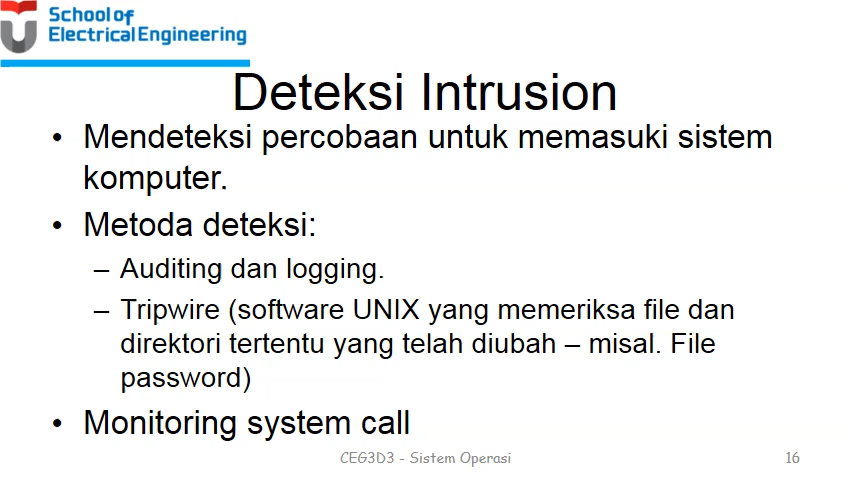 School of
Electrical Engineering
Deteksi Intrusion
• Mendeteksi percobaan untuk memasuki sistem
komputer.
• Metoda deteksi:
– Auditing dan logging.
– Tripwire (software UNIX yang memeriksa file dan
direktori tertentu yang telah diubah – misal. File
password)
• Monitoring system call
CEG3D3 - Sistem Operasi 16